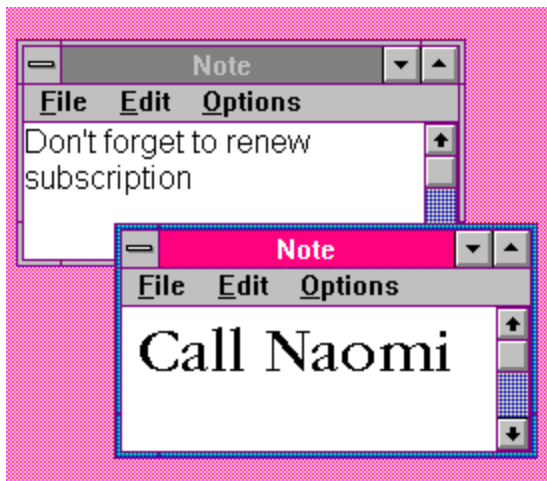 Note
File Edit Options
Don't forget to renew
subscription
Note
File Edit Options
Call Naomi